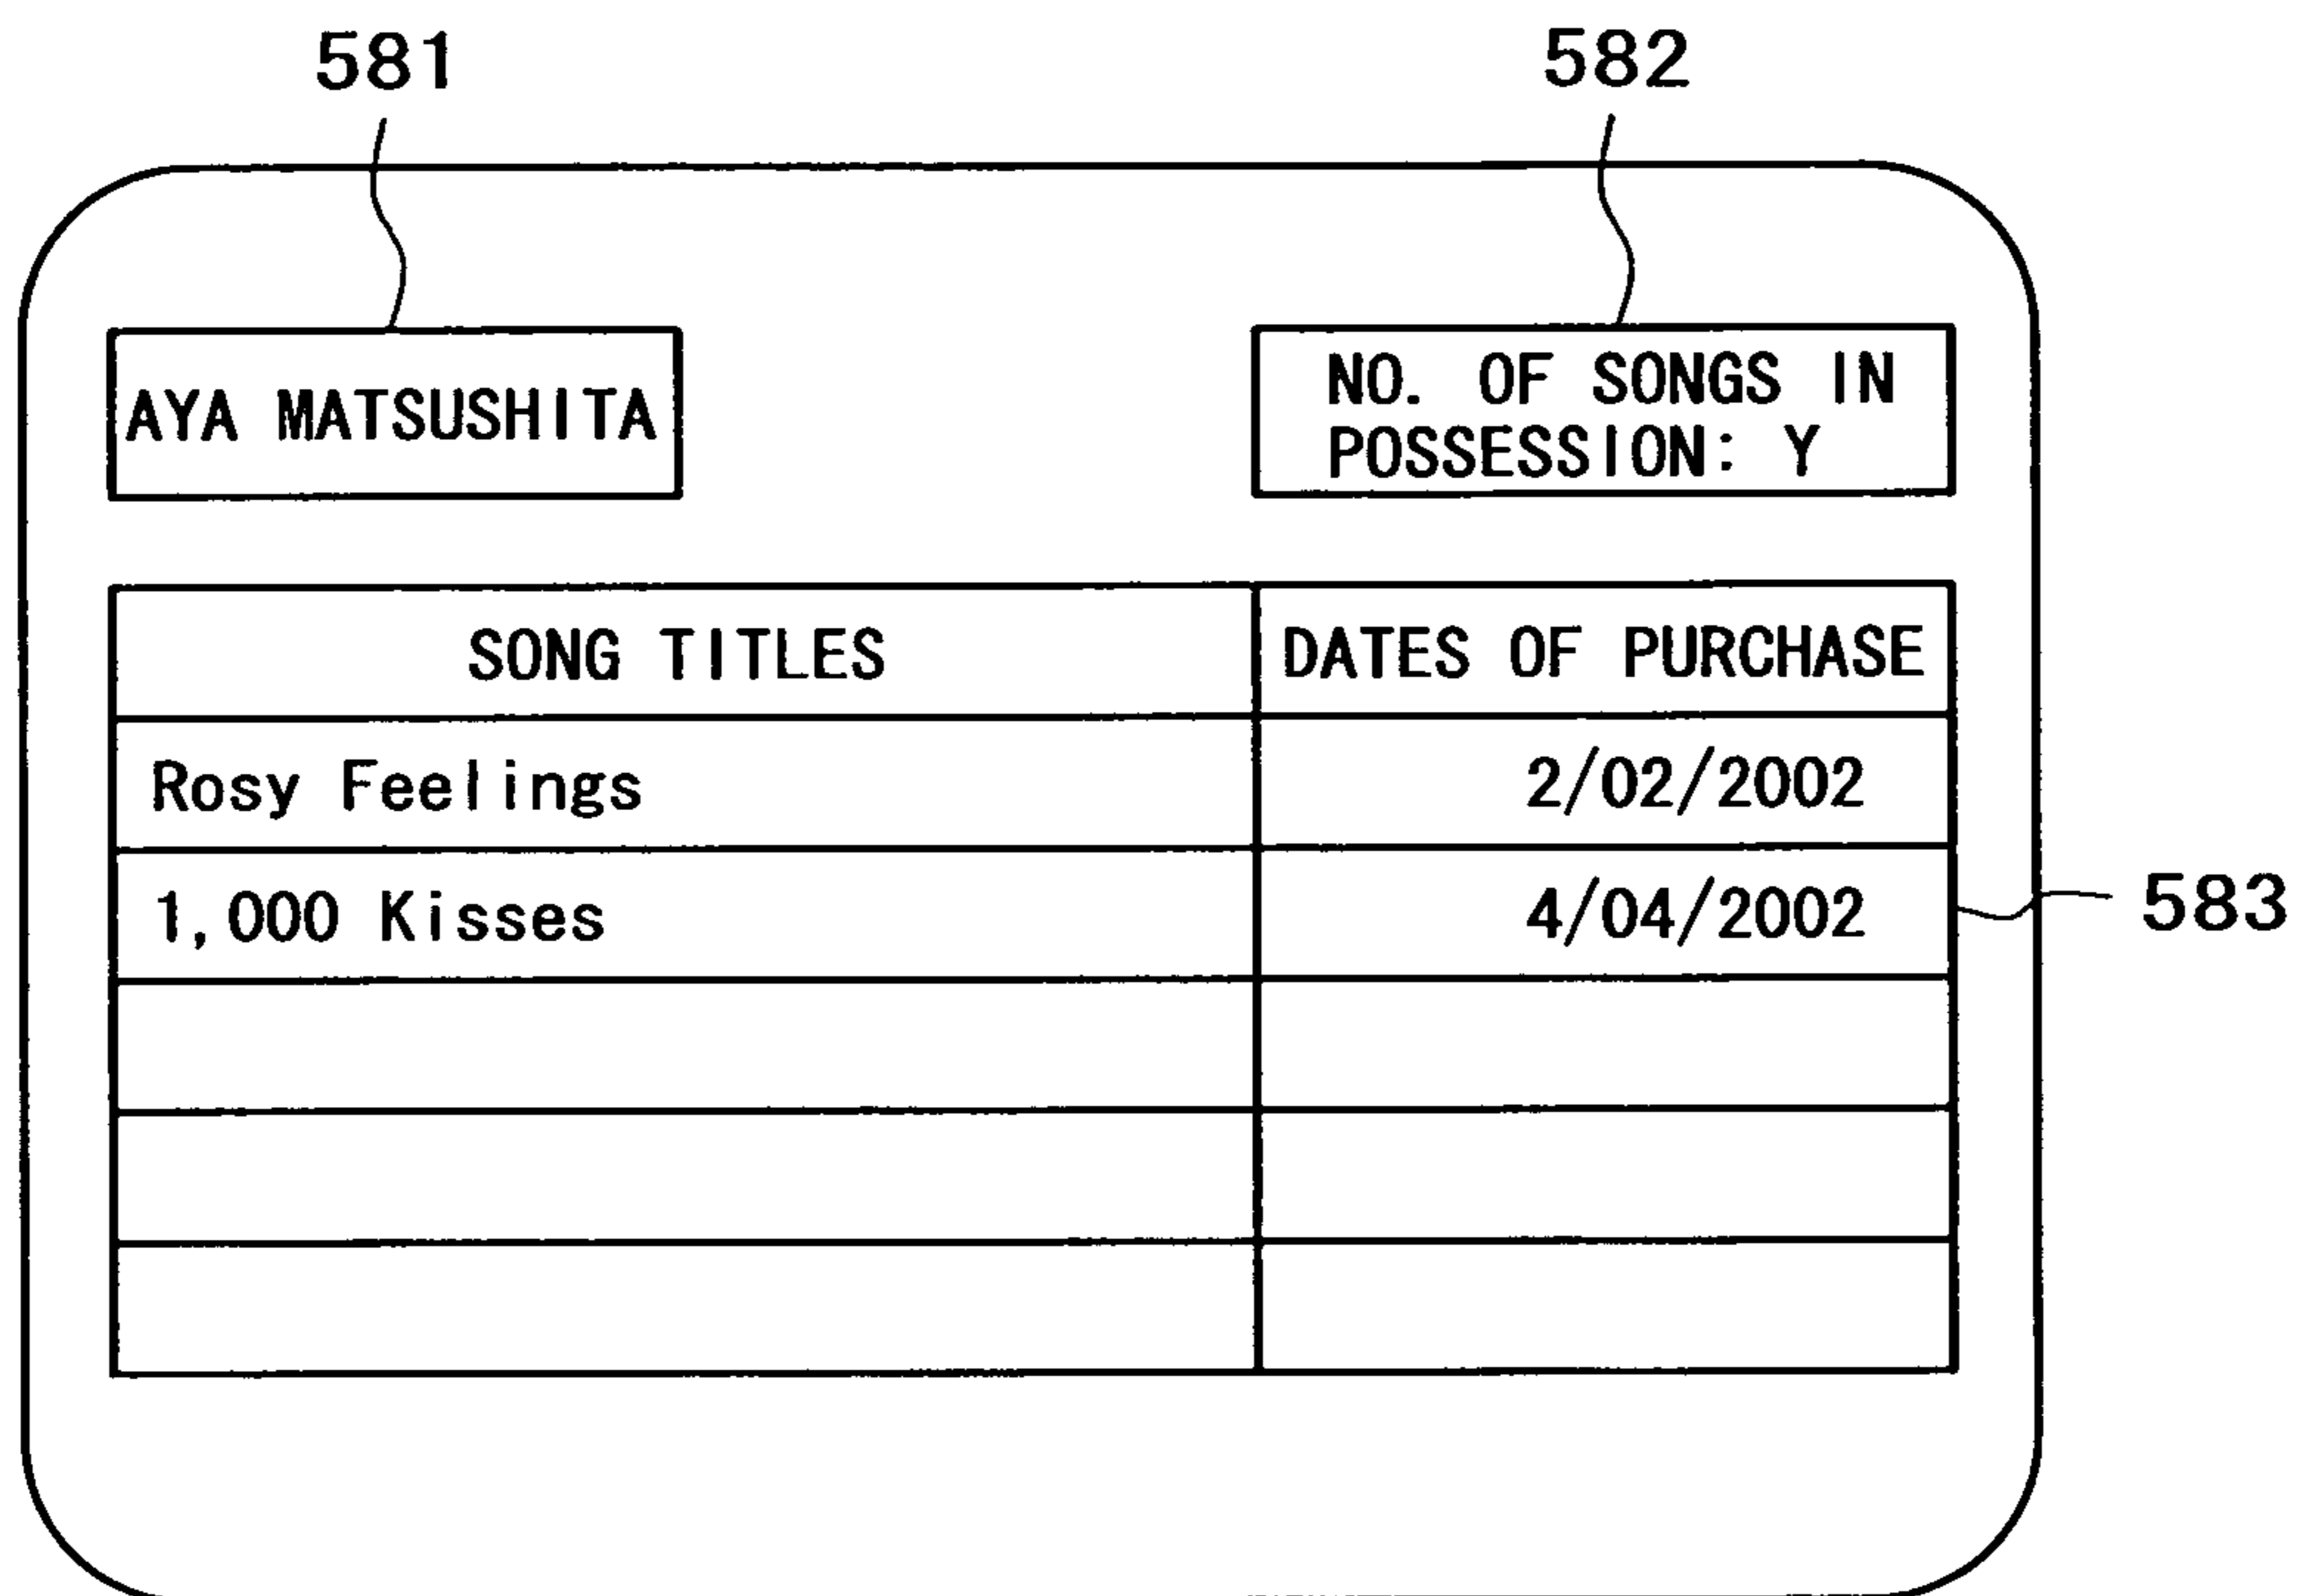 581
582
AYA MATSUSHITA
NO. OF SONGS IN
POSSESSION: Y
SONG TITLES
DATES OF PURCHASE
Rosy Feelings
2/02/2002
1,000 Kisses
4/04/2002
583